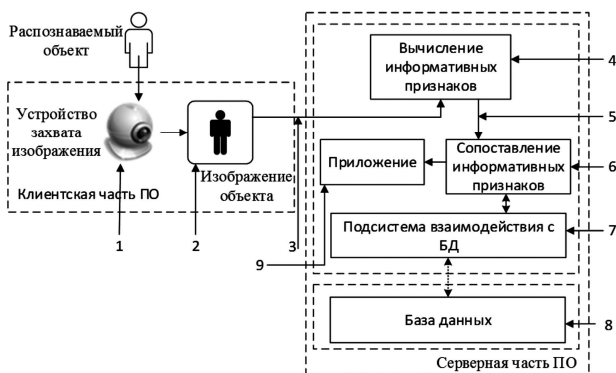 Распознаваемый
объект
Устройство
захвата
изображения
Изображение
объекта
Клиентская часть ПО
1
2
3
9
Вычисление
информативных
признаков
4
5
Приложение
Сопоставление
информативных
признаков
6
Подсистема взаимодействия с
БД
7
База данных
8
Серверная часть ПО